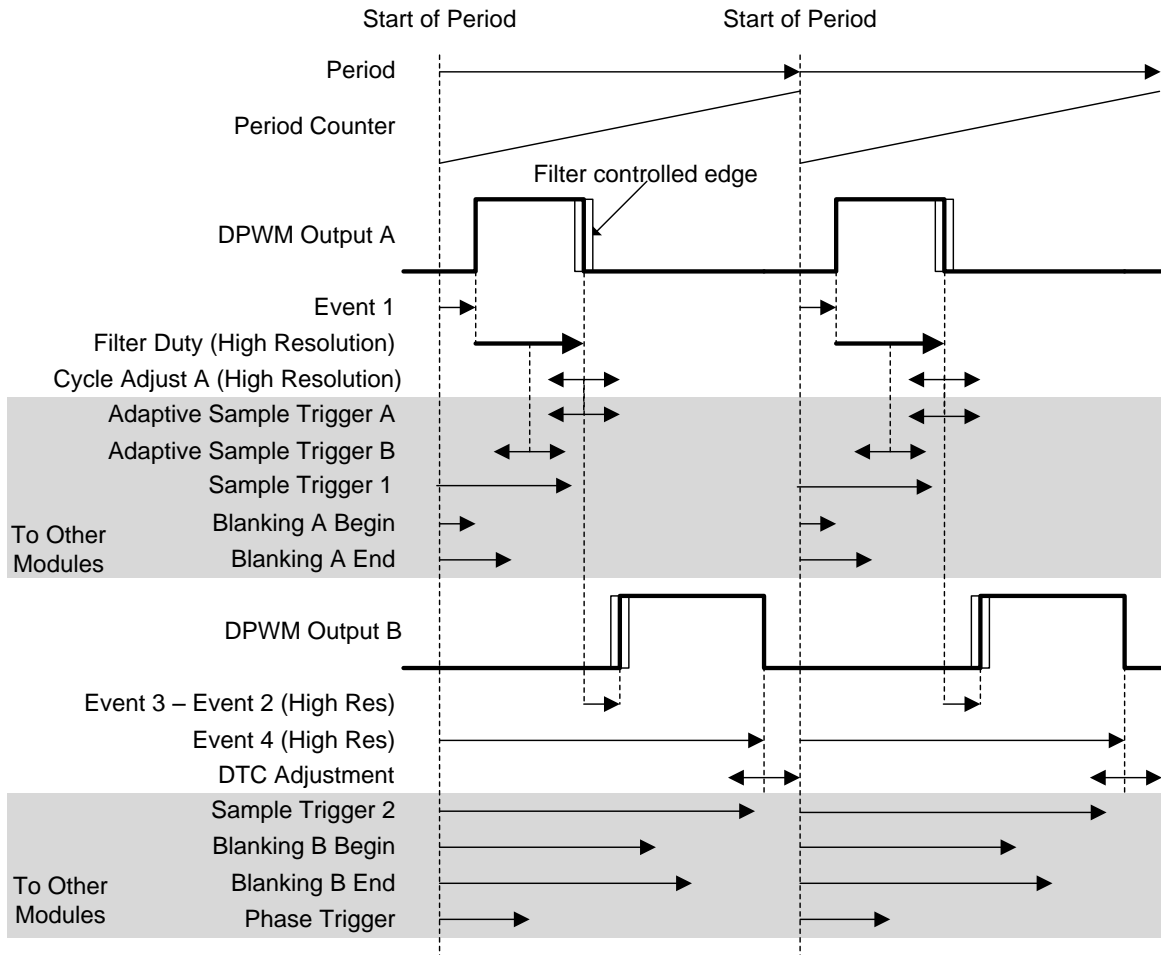 Start of Period
Start of Period
Period
Period Counter
Filter controlled edge
DPWM Output A
Event 1
Filter Duty (High Resolution)
Cycle Adjust A (High Resolution)
Adaptive Sample Trigger A
Adaptive Sample Trigger B
Sample Trigger 1
Blanking A Begin
To Other
Modules
Blanking A End
DPWM Output B
Event 3 – Event 2 (High Res)
Event 4 (High Res)
DTC Adjustment
Sample Trigger 2
Blanking B Begin
Blanking B End
To Other
Modules
Phase Trigger